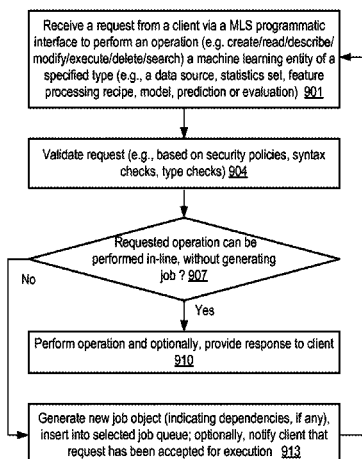 Receive a request from a client via a MLS programmatic
interface to perform an operation (e.g. create/read/describe/
modify/execute/delete/search) a machine learning entity of a
specified type (e.g., a data source, statistics set, feature
processing recipe, model, prediction or evaluation) 901
Validate request (e.g., based on security policies, syntax
checks, type checks) 904
Requested operation can be
performed in-line, without generating
job ? 907
No
Yes
Perform operation and optionally, provide response to client
910
Generate new job object (indicating dependencies, if any),
insert into selected job queue; optionally, notify client that
request has been accepted for execution 913